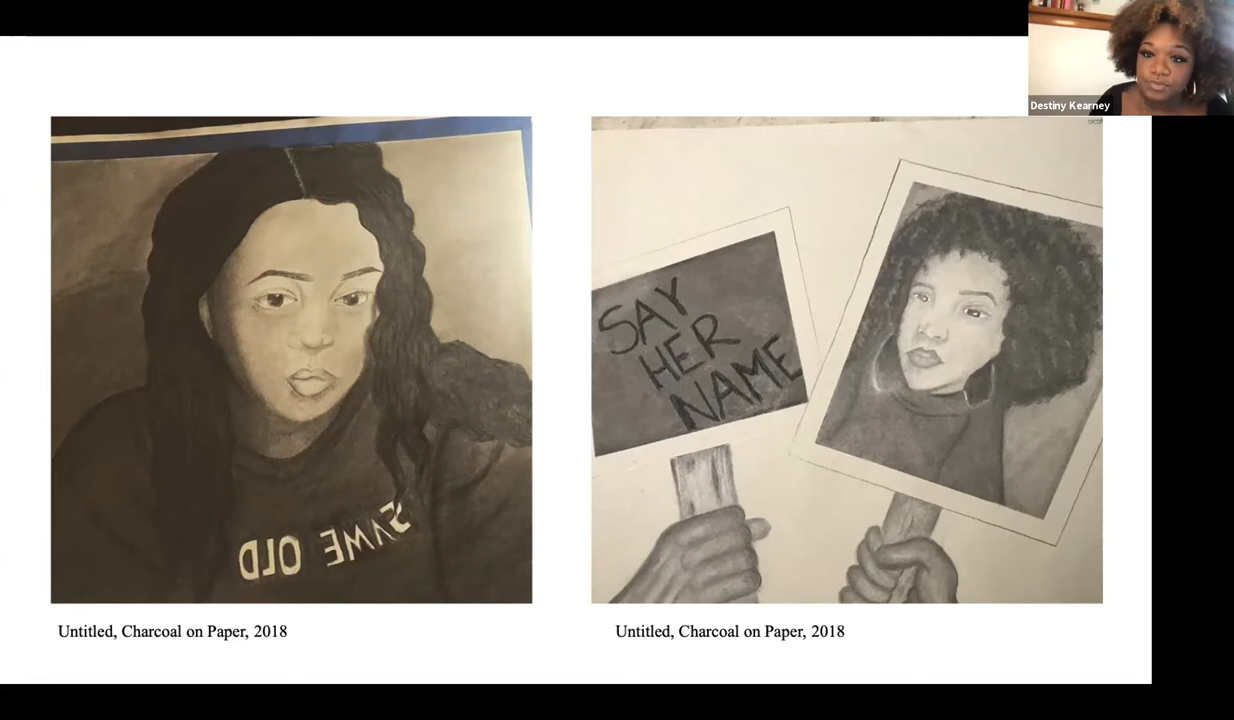 Destiny Kearney
SAY
HER
NAME
SAME OLD
Untitled, Charcoal on Paper, 2018
Untitled, Charcoal on Paper, 2018